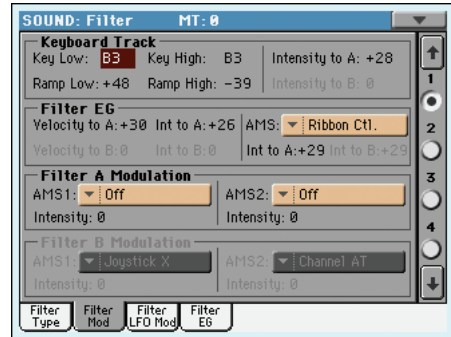 SOUND: Filter MT: 0
Keyboard Track
Key Low: B3 Key High: B3 Intensity to A: +28
Ramp Low: +48 Ramp High: -39 Intensity to B: 0
Filter EG
Velocity to A:+30 Int to A:+26 AMS: Ribbon Ctl.
Velocity to B:0 Int to B:0 Int to A:+29 Int to B:+29
Filter A Modulation
AMS1: Off AMS2: Off
Intensity: 0 Intensity: 0
Filter B Modulation
AMS1: Joystick X AMS2: Channel AT
Intensity: 0 Intensity: 0
1
2
3
4
Filter Type Filter Mod Filter LFO Mod Filter EG